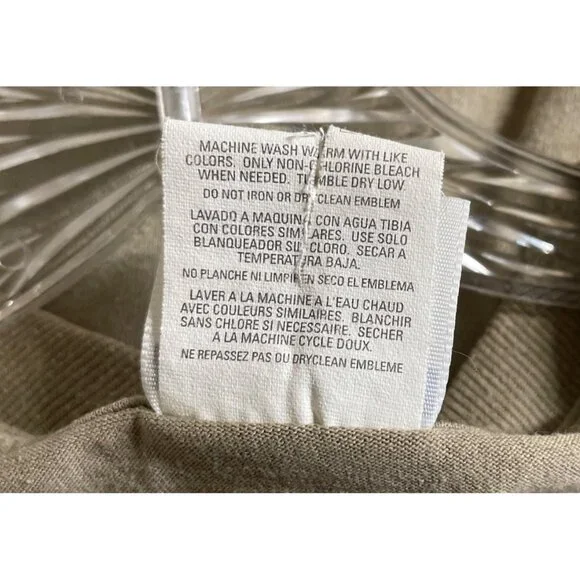 MACHINE WASH WARM WITH LIKE
COLORS. ONLY NON-CHLORINE BLEACH
WHEN NEEDED. TUMBLE DRY LOW.
DO NOT IRON OR DRYCLEAN EMBLEM
LAVADO A MAQUINA CON AGUA TIBIA
CON COLORES SIMILARES. USE SOLO
BLANQUEADOR SIN CLORO. SECAR A
TEMPERATURA BAJA.
NO PLANCHE NI LIMPIE EN SECO EL EMBLEMA
LAVER A LA MACHINE A L'EAU CHAUD
AVEC COULEURS SIMILAIRES. BLANCHIR
SANS CHLORE SI NECESSAIRE. SECHER
A LA MACHINE CYCLE DOUX.
NE REPASSEZ PAS OU DRYCLEAN EMBLEME